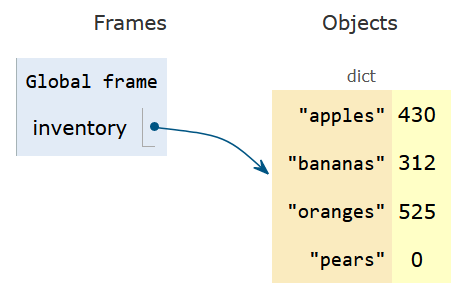 Frames Objects
Global frame
inventory
dict
"apples" 430
"bananas" 312
"oranges" 525
"pears" 0